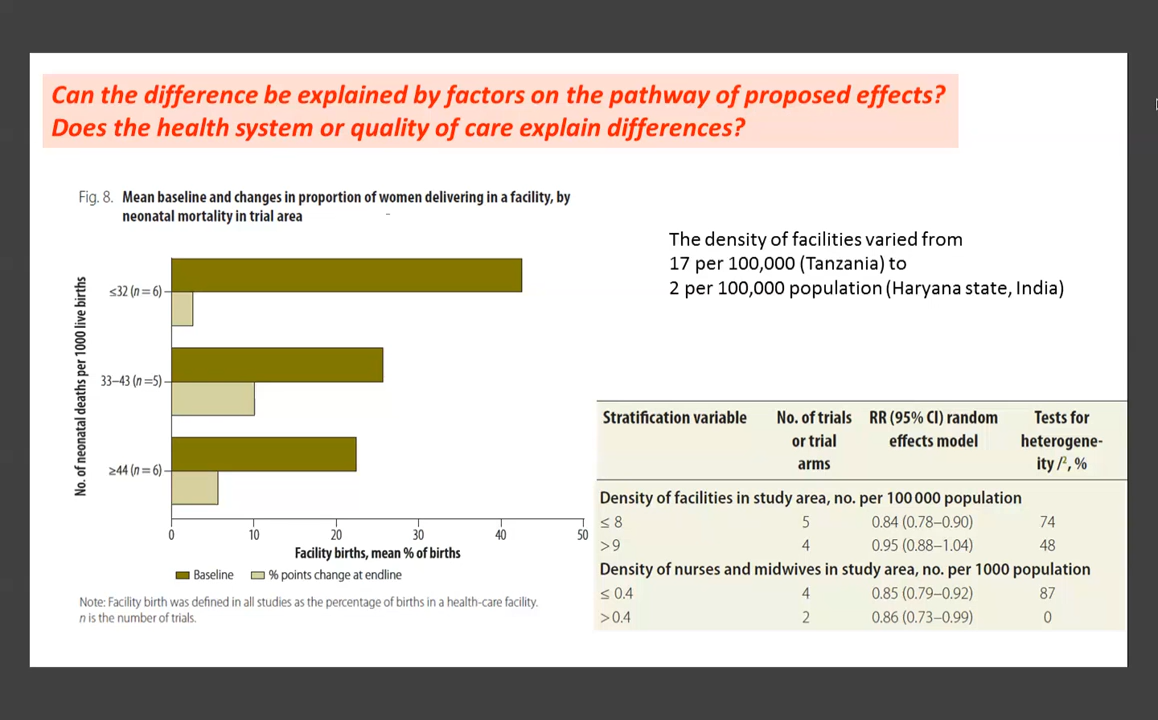 Can the difference be explained by factors on the pathway of proposed effects?
Does the health system or quality of care explain differences?
Fig. 8. Mean baseline and changes in proportion of women delivering in a facility, by
neonatal mortality in trial area
No. of neonatal deaths per 1000 live births
≤32 (n=6)
33–43 (n=5)
≥44 (n=6)
0 10 20 30 40 50
Facility births, mean % of births
Baseline % points change at endline
Note: Facility birth was defined in all studies as the percentage of births in a health-care facility.
n is the number of trials.
The density of facilities varied from
17 per 100,000 (Tanzania) to
2 per 100,000 population (Haryana state, India)
Stratification variable No. of trials RR (95% CI) random Tests for
or trial effects model heterogene-
arms ity I², %
Density of facilities in study area, no. per 100 000 population
≤ 8 5 0.84 (0.78–0.90) 74
>9 4 0.95 (0.88–1.04) 48
Density of nurses and midwives in study area, no. per 1000 population
≤ 0.4 4 0.85 (0.79–0.92) 87
>0.4 2 0.86 (0.73–0.99) 0